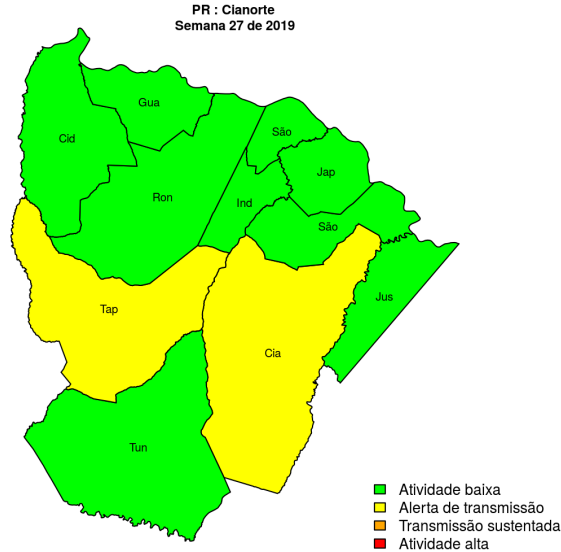 PR : Cianorte
Semana 27 de 2019
Gua
Cid
São
Jap
Ron
Ind
São
Jus
Tap
Cia
Tun
Atividade baixa
Alerta de transmissão
Transmissão sustentada
Atividade alta